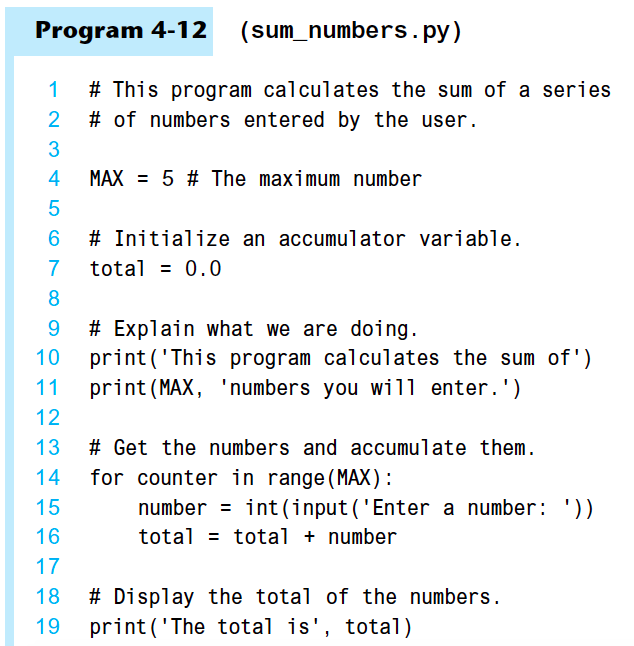 Program 4-12 (sum_numbers.py)
1 # This program calculates the sum of a series
2 # of numbers entered by the user.
3
4 MAX = 5 # The maximum number
5
6 # Initialize an accumulator variable.
7 total = 0.0
8
9 # Explain what we are doing.
10 print('This program calculates the sum of')
11 print(MAX, 'numbers you will enter.')
12
13 # Get the numbers and accumulate them.
14 for counter in range(MAX):
15     number = int(input('Enter a number: '))
16     total = total + number
17
18 # Display the total of the numbers.
19 print('The total is', total)